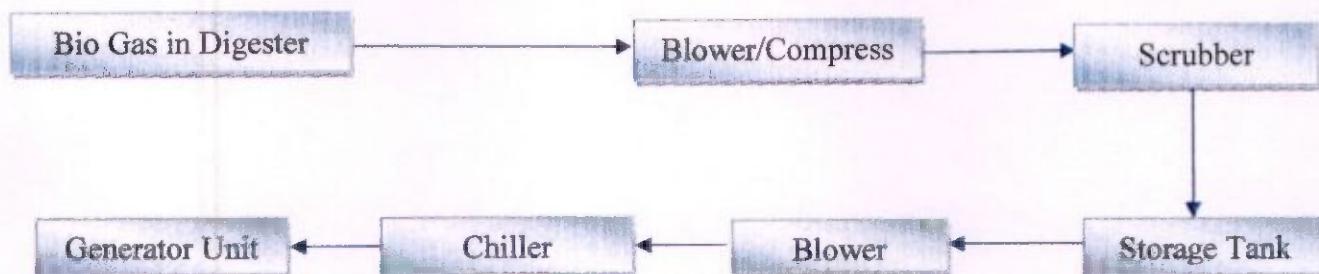 Bio Gas in Digester
Blower/Compress
Scrubber
Storage Tank
Blower
Chiller
Generator Unit